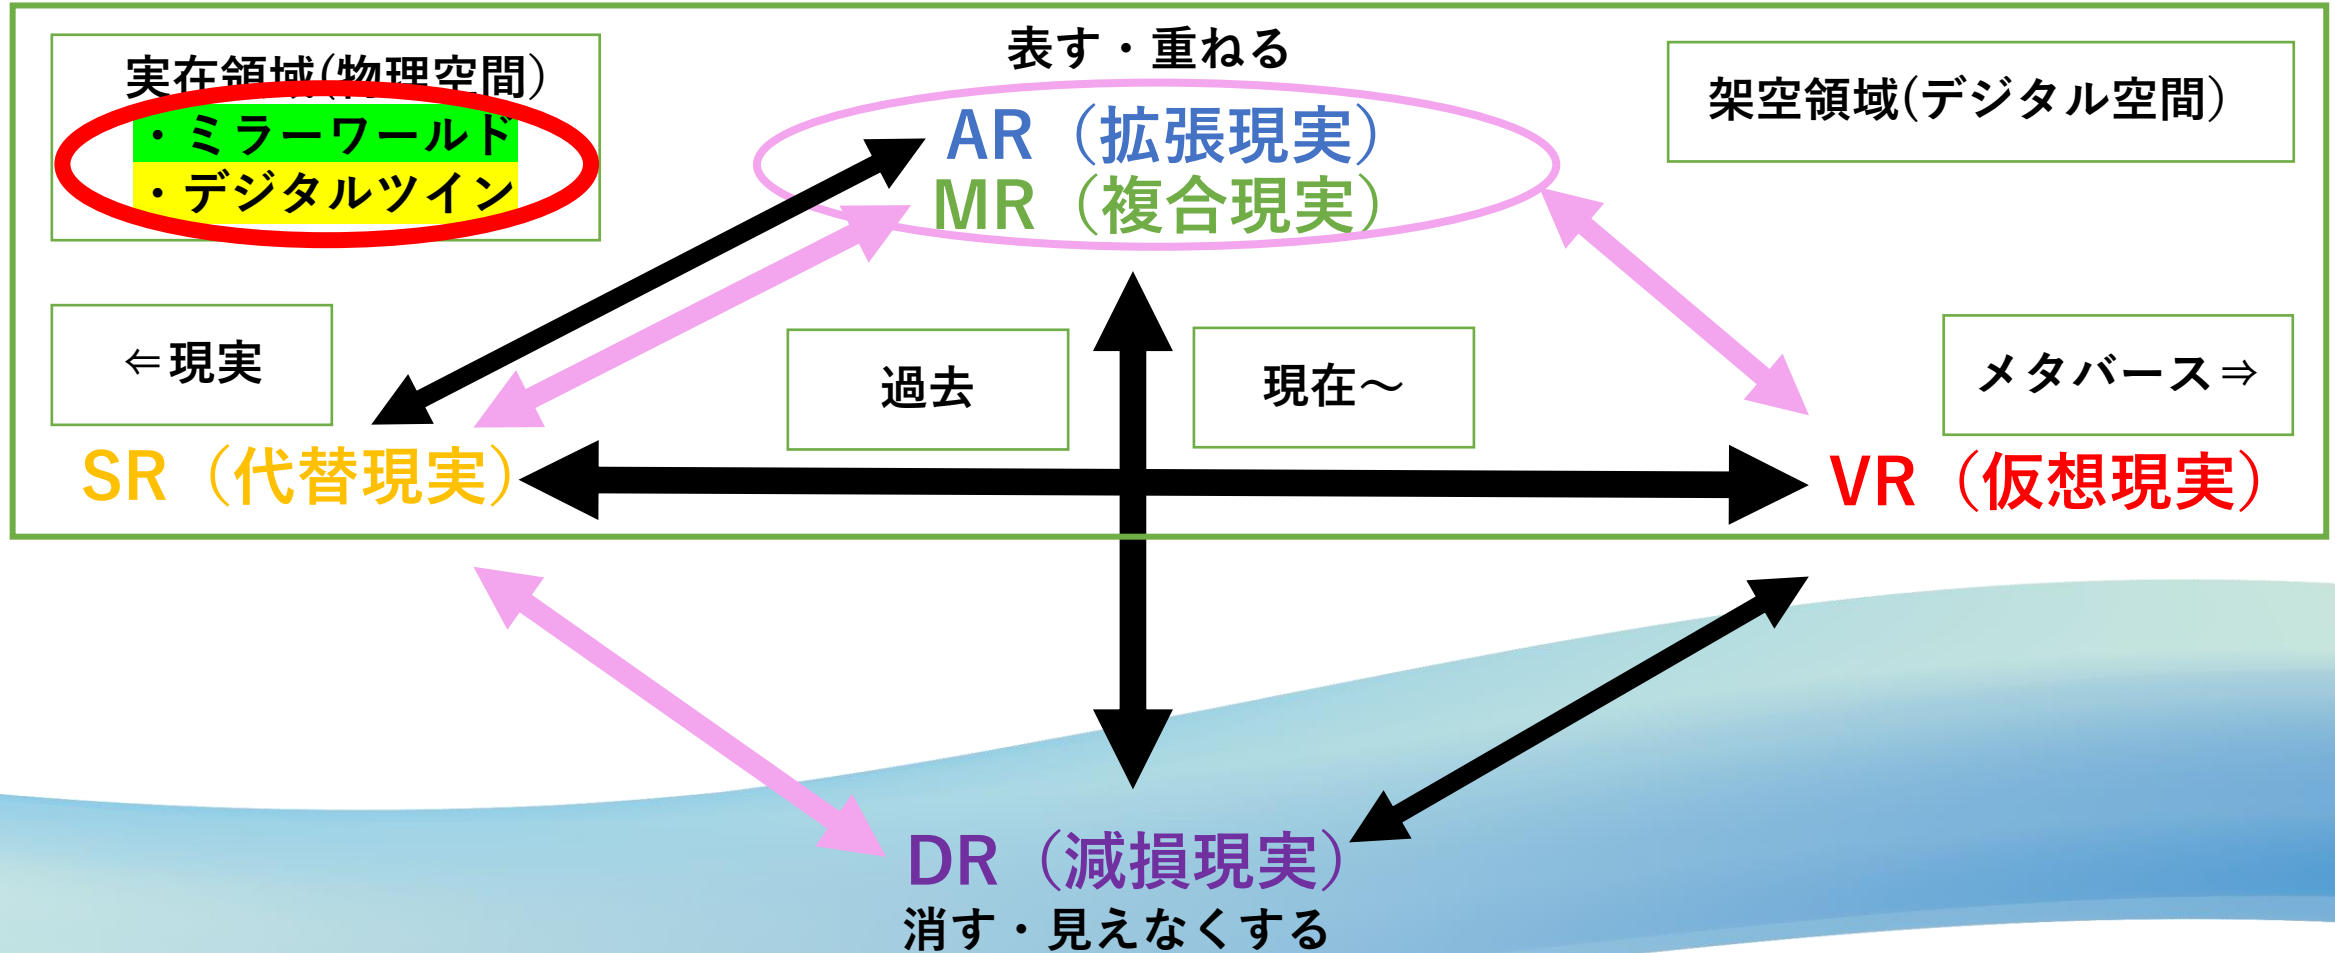 表す・重ねる
実在領域(物理空間）
・ミラーワールド
・デジタルツイン
架空領域(デジタル空間）
AR（拡張現実）
MR（複合現実）
⇐現実
過去
現在～
メタバース⇒
SR（代替現実）
VR（仮想現実）
DR（減損現実）
消す・見えなくする